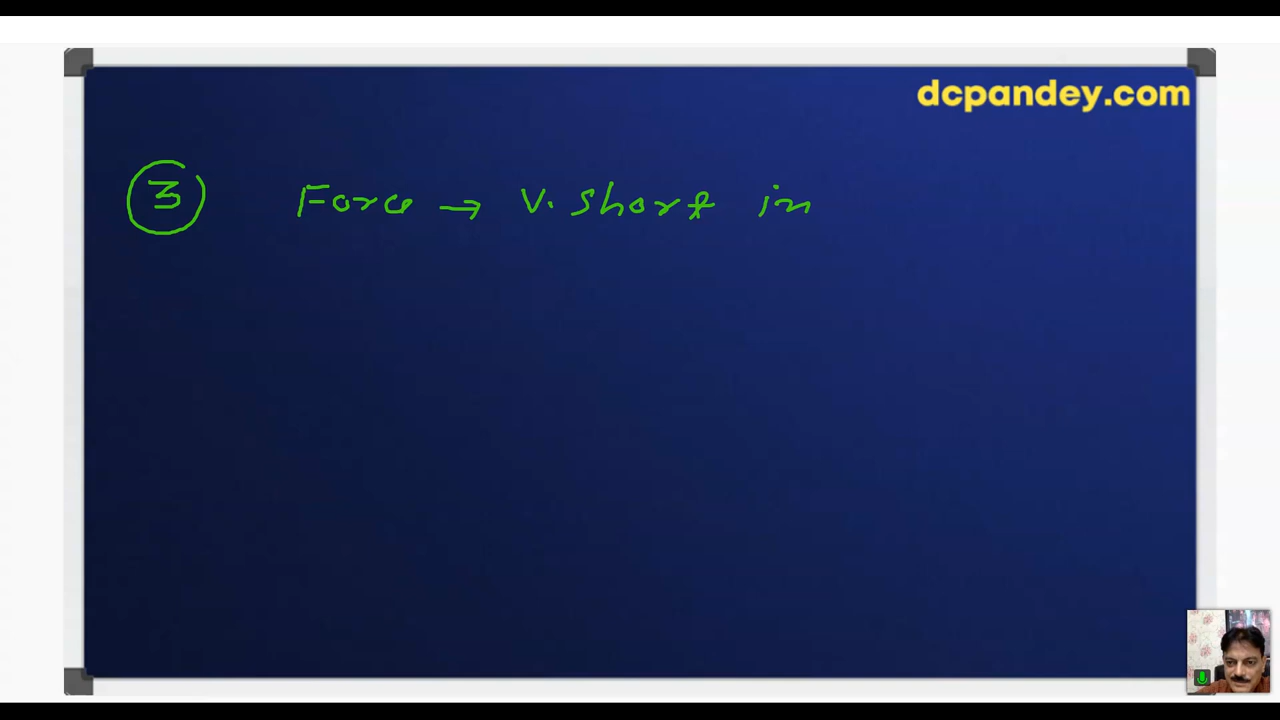 dcpandey.com
3 Force → V. short in